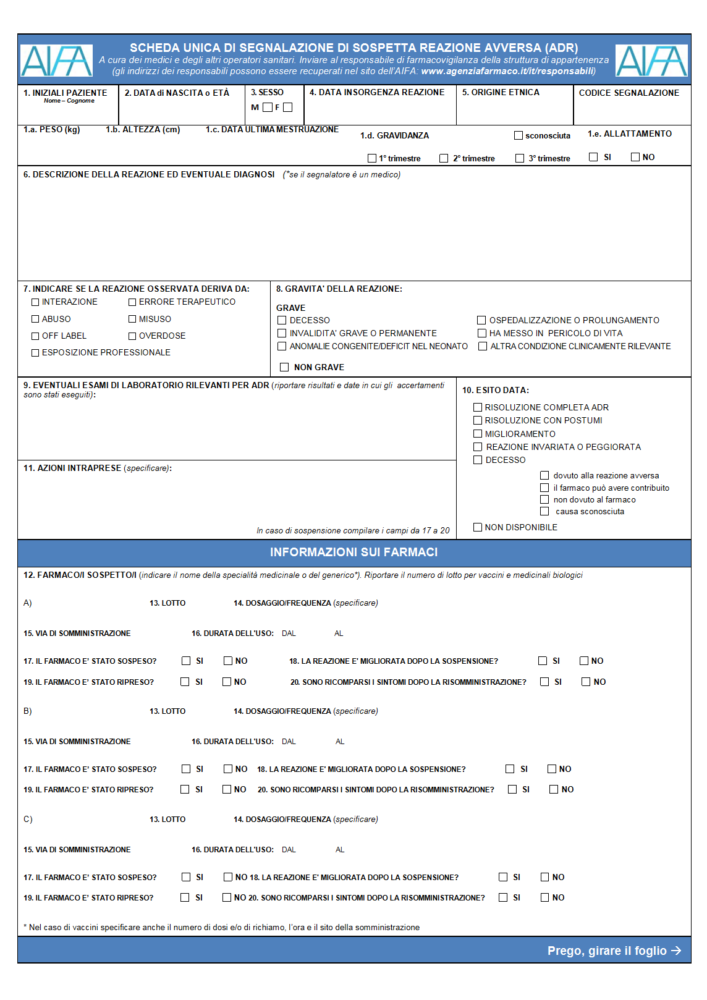 AIFA
SCHEDA UNICA DI SEGNALAZIONE DI SOSPETTA REAZIONE AVVERSA (ADR)
A cura dei medici e degli altri operatori sanitari. Inviare al responsabile di farmacovigilanza della struttura di appartenenza
(gli indirizzi dei responsabili possono essere recuperati nel sito dell'AIFA: www.agenziafarmaco.it/it/responsabili)
AIFA
1. INIZIALI PAZIENTE
Nome – Cognome
2. DATA di NASCITA o ETÀ
3. SESSO
M F
4. DATA INSORGENZA REAZIONE
5. ORIGINE ETNICA
CODICE SEGNALAZIONE
1.a. PESO (kg) 1.b. ALTEZZA (cm) 1.c. DATA ULTIMA MESTRUAZIONE
1.d. GRAVIDANZA sconosciuta
1° trimestre 2° trimestre 3° trimestre
1.e. ALLATTAMENTO
SI NO
6. DESCRIZIONE DELLA REAZIONE ED EVENTUALE DIAGNOSI (*se il segnalatore è un medico)
7. INDICARE SE LA REAZIONE OSSERVATA DERIVA DA:
INTERAZIONE ERRORE TERAPEUTICO
ABUSO MISUSO
OFF LABEL OVERDOSE
ESPOSIZIONE PROFESSIONALE
8. GRAVITA' DELLA REAZIONE:
GRAVE
DECESSO OSPEDALIZZAZIONE O PROLUNGAMENTO
INVALIDITA' GRAVE O PERMANENTE HA MESSO IN PERICOLO DI VITA
ANOMALIE CONGENITE/DEFICIT NEL NEONATO ALTRA CONDIZIONE CLINICAMENTE RILEVANTE
NON GRAVE
9. EVENTUALI ESAMI DI LABORATORIO RILEVANTI PER ADR (riportare risultati e date in cui gli accertamenti
sono stati eseguiti):
10. ESITO DATA:
RISOLUZIONE COMPLETA ADR
RISOLUZIONE CON POSTUMI
MIGLIORAMENTO
REAZIONE INVARIATA O PEGGIORATA
DECESSO
dovuto alla reazione avversa
il farmaco può avere contribuito
non dovuto al farmaco
causa sconosciuta
NON DISPONIBILE
11. AZIONI INTRAPRESE (specificare):
In caso di sospensione compilare i campi da 17 a 20
INFORMAZIONI SUI FARMACI
12. FARMACO/I SOSPETTO/I (indicare il nome della specialità medicinale o del generico*). Riportare il numero di lotto per vaccini e medicinali biologici
A) 13. LOTTO 14. DOSAGGIO/FREQUENZA (specificare)
15. VIA DI SOMMINISTRAZIONE 16. DURATA DELL'USO: DAL AL
17. IL FARMACO E' STATO SOSPESO? SI NO 18. LA REAZIONE E' MIGLIORATA DOPO LA SOSPENSIONE? SI NO
19. IL FARMACO E' STATO RIPRESO? SI NO 20. SONO RICOMPARSI I SINTOMI DOPO LA RISOMMINISTRAZIONE? SI NO
B) 13. LOTTO 14. DOSAGGIO/FREQUENZA (specificare)
15. VIA DI SOMMINISTRAZIONE 16. DURATA DELL'USO: DAL AL
17. IL FARMACO E' STATO SOSPESO? SI NO 18. LA REAZIONE E' MIGLIORATA DOPO LA SOSPENSIONE? SI NO
19. IL FARMACO E' STATO RIPRESO? SI NO 20. SONO RICOMPARSI I SINTOMI DOPO LA RISOMMINISTRAZIONE? SI NO
C) 13. LOTTO 14. DOSAGGIO/FREQUENZA (specificare)
15. VIA DI SOMMINISTRAZIONE 16. DURATA DELL'USO: DAL AL
17. IL FARMACO E' STATO SOSPESO? SI NO 18. LA REAZIONE E' MIGLIORATA DOPO LA SOSPENSIONE? SI NO
19. IL FARMACO E' STATO RIPRESO? SI NO 20. SONO RICOMPARSI I SINTOMI DOPO LA RISOMMINISTRAZIONE? SI NO
* Nel caso di vaccini specificare anche il numero di dosi e/o di richiamo, l'ora e il sito della somministrazione
Prego, girare il foglio →